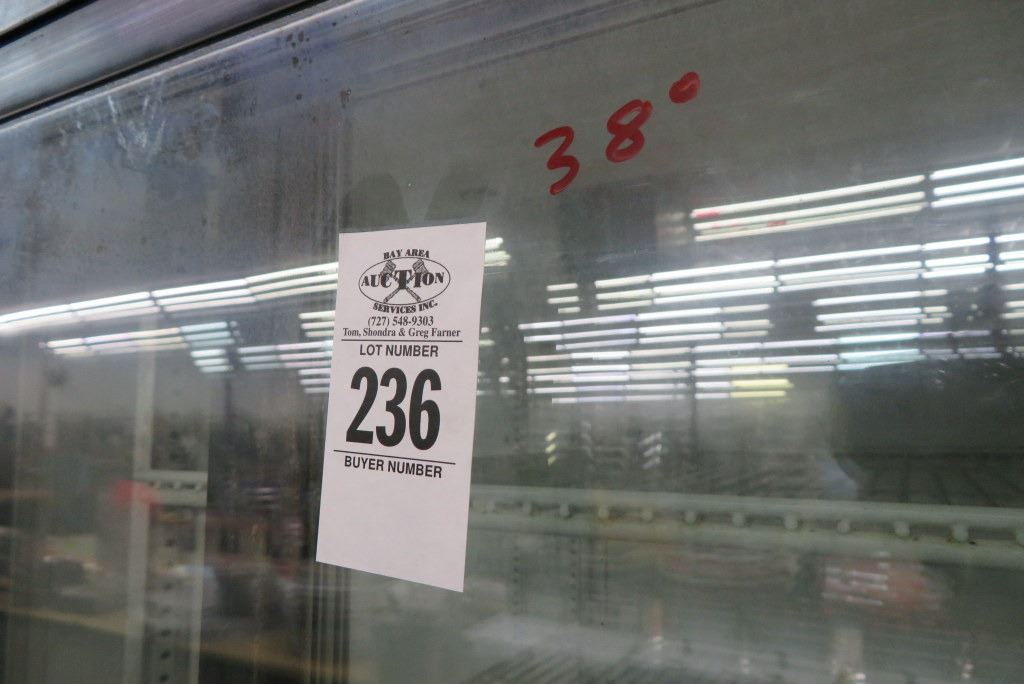 38°
BAY AREA
AUCTION
SERVICES INC.
(727) 548-9303
Tom, Shondra & Greg Farner
LOT NUMBER
236
BUYER NUMBER